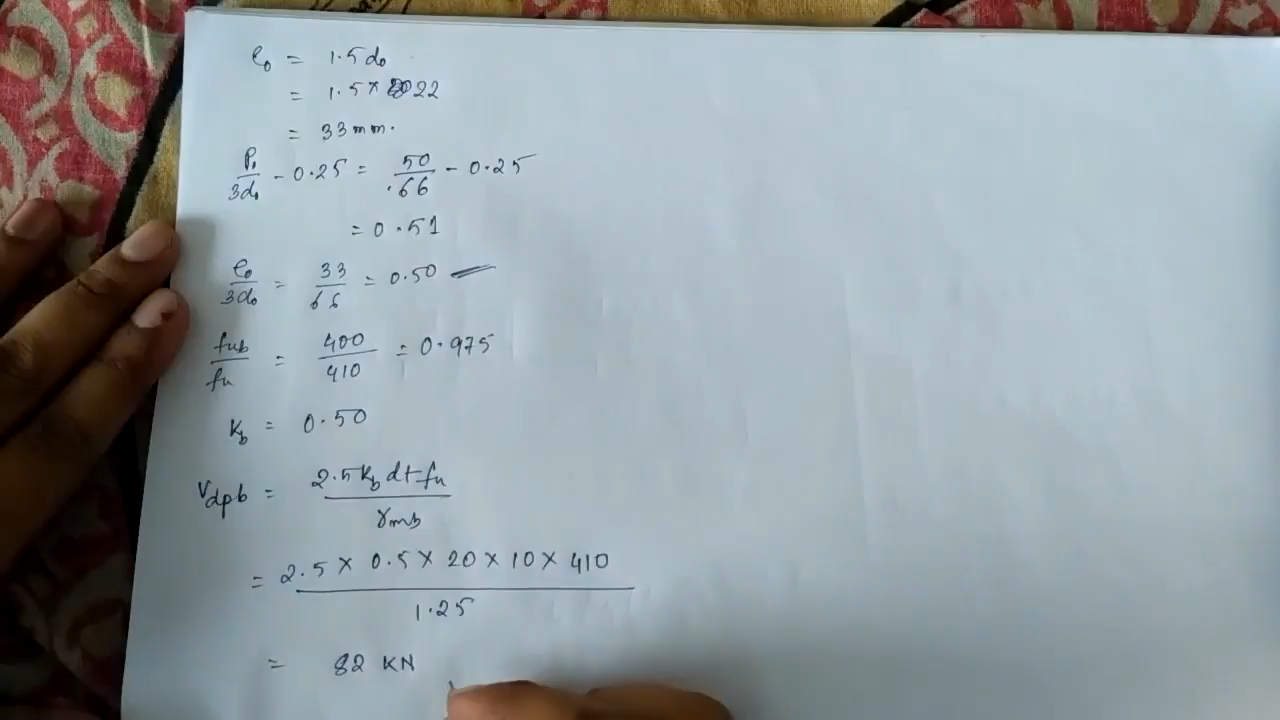 e₀ = 1.5d₀
= 1.5 × 22
= 33 mm.
P₀/3d₀ - 0.25 = 50/66 - 0.25
= 0.51
e₀/3d₀ = 33/66 = 0.50
fub/fu = 400/410 = 0.975
Kb = 0.50
Vdpb = 2.5 Kb dt fu/γmb
= 2.5 × 0.5 × 20 × 10 × 410/1.25
= 82 KN